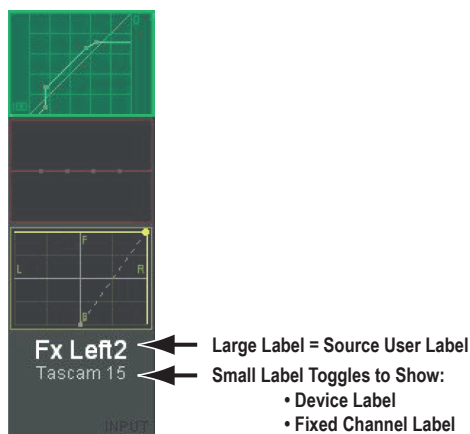 F
L
R
B
Fx Left2
Large Label = Source User Label
Tascam 15
Small Label Toggles to Show:
• Device Label
• Fixed Channel Label
INPUT